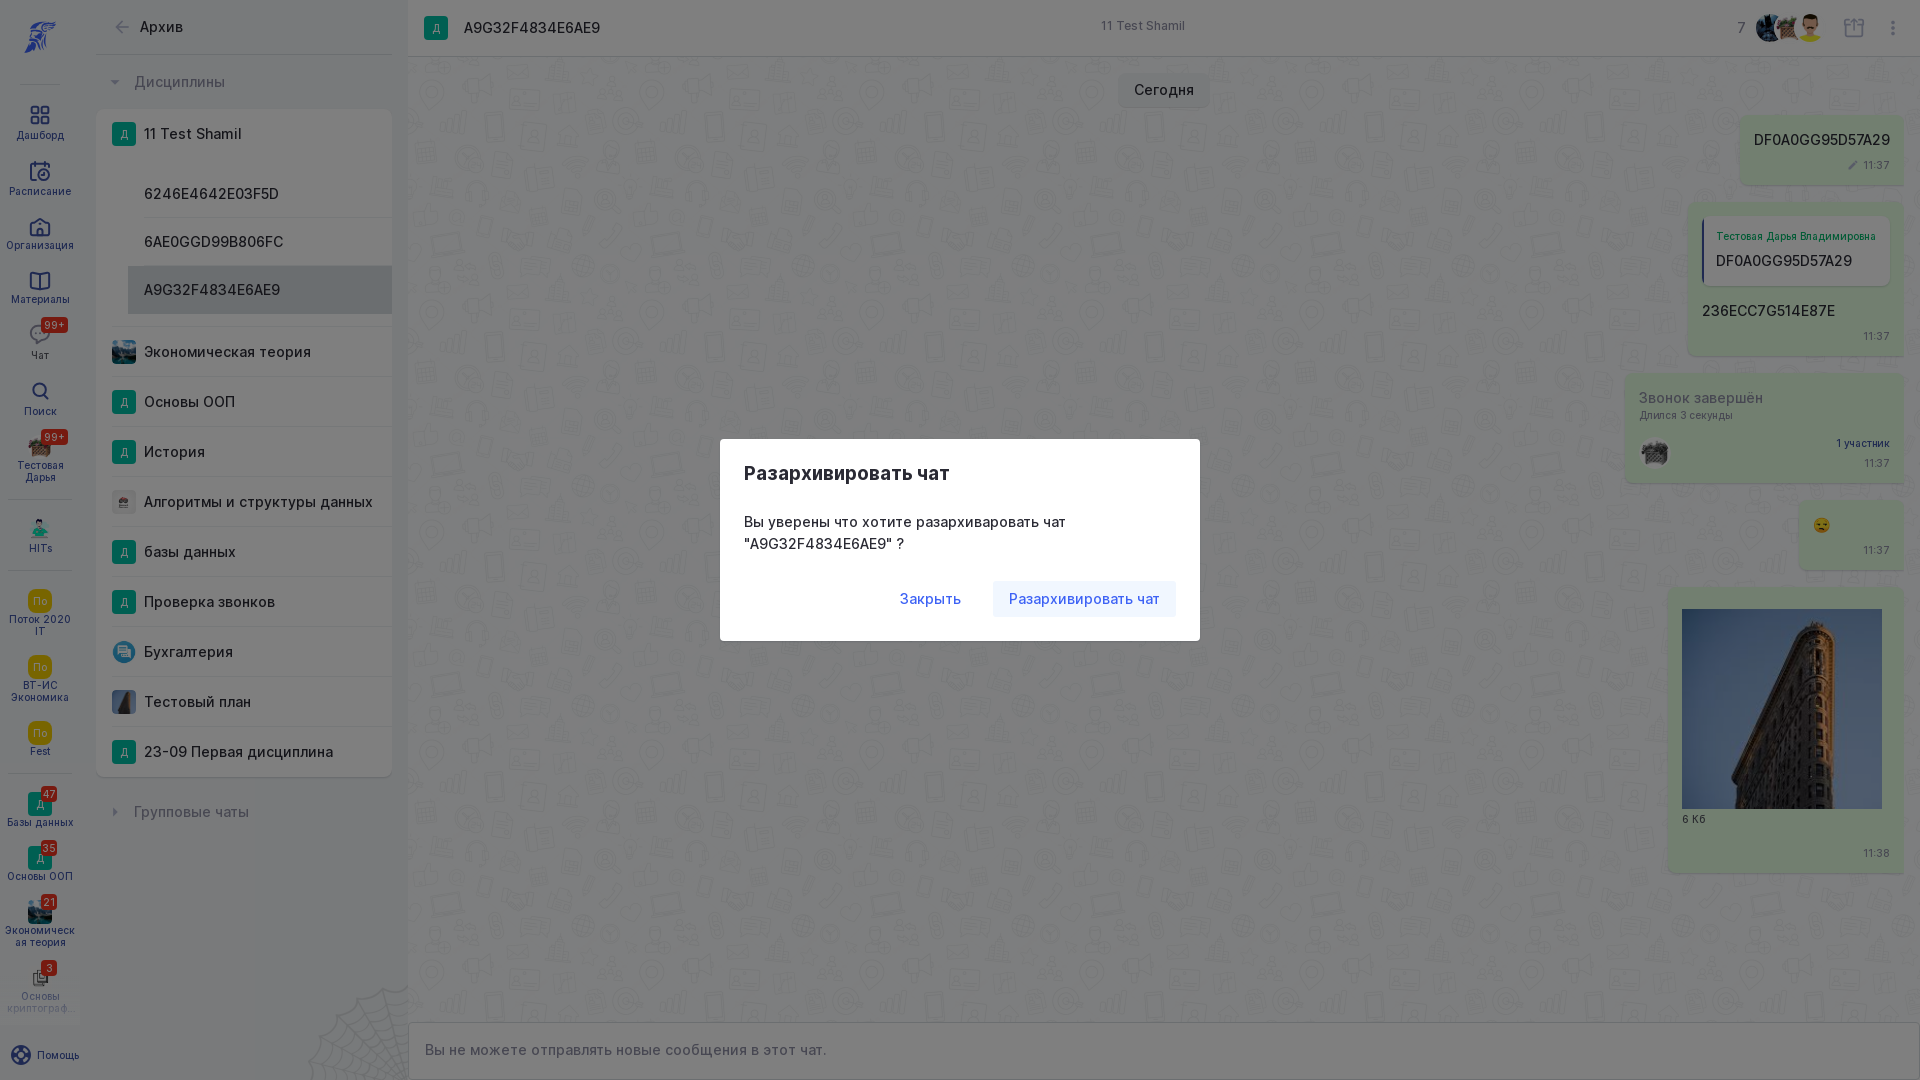 Архив
Дисциплины
11 Test Shamil
6246E4642E03F5D
6AE0GGD99B806FC
A9G32F4834E6AE9
Экономическая теория
Основы ООП
История
Алгоритмы и структуры данных
базы данных
Проверка звонков
Бухгалтерия
Тестовый план
23-09 Первая дисциплина
Групповые чаты
Дашборд
Расписание
Организация
Материалы
99+
Чат
Поиск
99+
Тестовая
Дарья
HITs
По
Поток 2020
IT
По
ВТ-ИС
Экономика
По
Fest
47
Д
Базы данных
35
Д
Основы ООП
21
Экономическ
ая теория
3
Основы
криптограф...
Помощь
Д
A9G32F4834E6AE9
11 Test Shamil
7
Сегодня
DF0A0GG95D57A29
11:37
Тестовая Дарья Владимировна
DF0A0GG95D57A29
236ECC7G514E87E
11:37
Звонок завершён
Длился 3 секунды
1 участник
11:37
11:37
6 Кб
11:38
Разархивировать чат
Вы уверены что хотите разархиваровать чат
"A9G32F4834E6AE9" ?
Закрыть
Разархивировать чат
Вы не можете отправлять новые сообщения в этот чат.